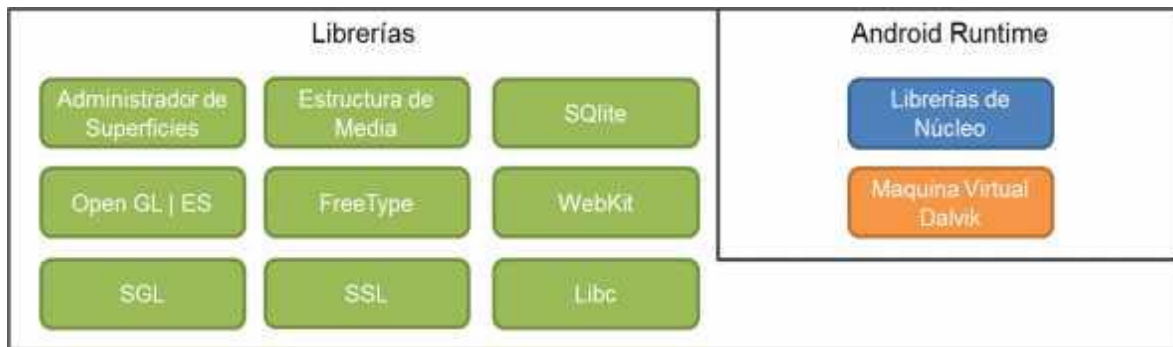 Librerías
Android Runtime
Administrador de
Superficies
Estructura de
Media
SQlite
Librerías de
Núcleo
Open GL | ES
FreeType
WebKit
Maquina Virtual
Dalvik
SGL
SSL
Libc